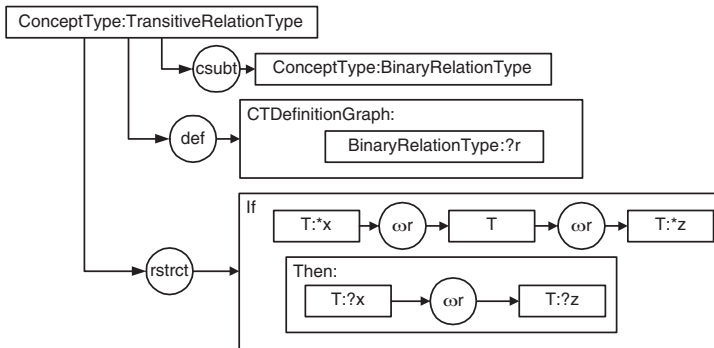 ConceptType:TransitiveRelationType
csubt
ConceptType:BinaryRelationType
def
CTDefinitionGraph:
BinaryRelationType:?r
rstrct
If
T:*x
ωr
T
ωr
T:*z
Then:
T:?x
ωr
T:?z